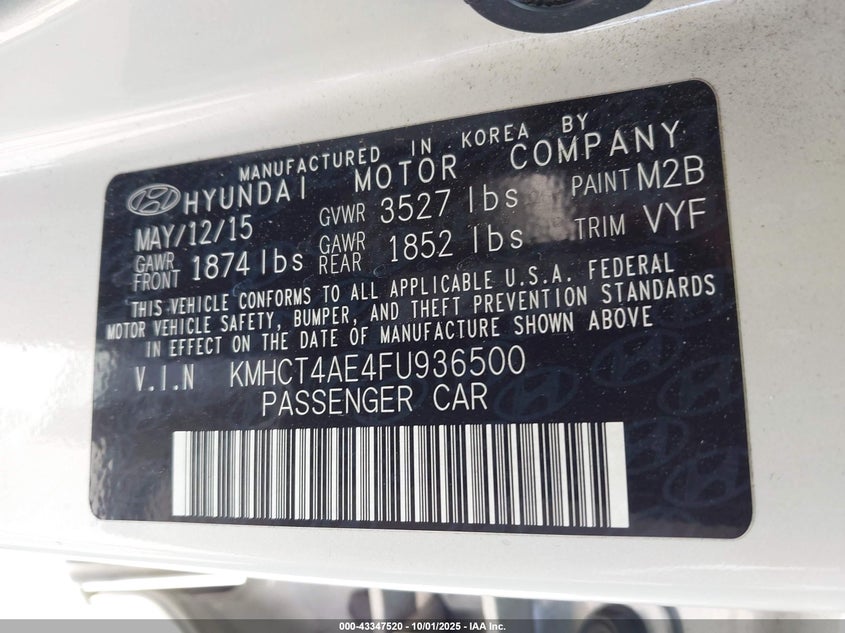 MANUFACTURED IN KOREA BY
HYUNDAI MOTOR COMPANY
MAY/12/15 GVWR 3527 lbs PAINT M2B
GAWR FRONT 1874 lbs GAWR REAR 1852 lbs TRIM VYF
THIS VEHICLE CONFORMS TO ALL APPLICABLE U.S.A. FEDERAL
MOTOR VEHICLE SAFETY, BUMPER, AND THEFT PREVENTION STANDARDS
IN EFFECT ON THE DATE OF MANUFACTURE SHOWN ABOVE
V.I.N KMHCT4AE4FU936500
PASSENGER CAR
000-43347520 - 10/01/2025 - © 2025 IAA, Inc.